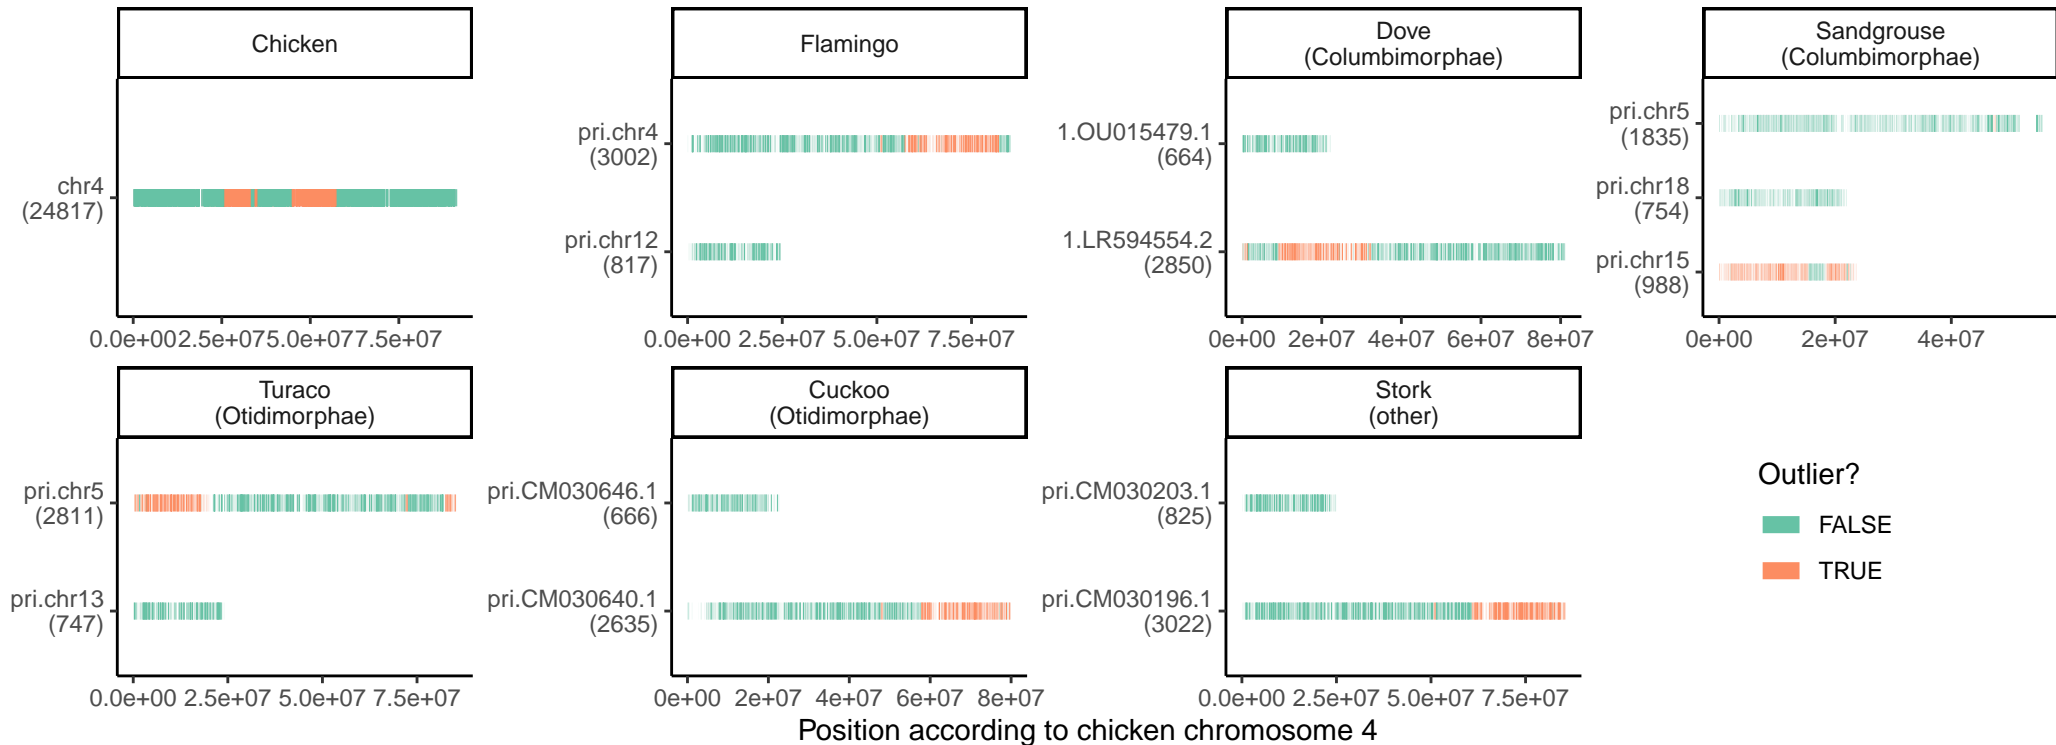 Chicken
chr4
(24817)
0.0e+00 2.5e+07 5.0e+07 7.5e+07
Flamingo
pri.chr4
(3002)
pri.chr12
(817)
0.0e+00 2.5e+07 5.0e+07 7.5e+07
Dove
(Columbimorphae)
1.OU015479.1
(664)
1.LR594554.2
(2850)
0e+00 2e+07 4e+07 6e+07 8e+07
Sandgrouse
(Columbimorphae)
pri.chr5
(1835)
pri.chr18
(754)
pri.chr15
(988)
0e+00 2e+07 4e+07
Turaco
(Otidimorphae)
pri.chr5
(2811)
pri.chr13
(747)
0.0e+00 2.5e+07 5.0e+07 7.5e+07
Cuckoo
(Otidimorphae)
pri.CM030646.1
(666)
pri.CM030640.1
(2635)
0e+00 2e+07 4e+07 6e+07 8e+07
Stork
(other)
pri.CM030203.1
(825)
pri.CM030196.1
(3022)
0.0e+00 2.5e+07 5.0e+07 7.5e+07
Outlier?
FALSE
TRUE
Position according to chicken chromosome 4